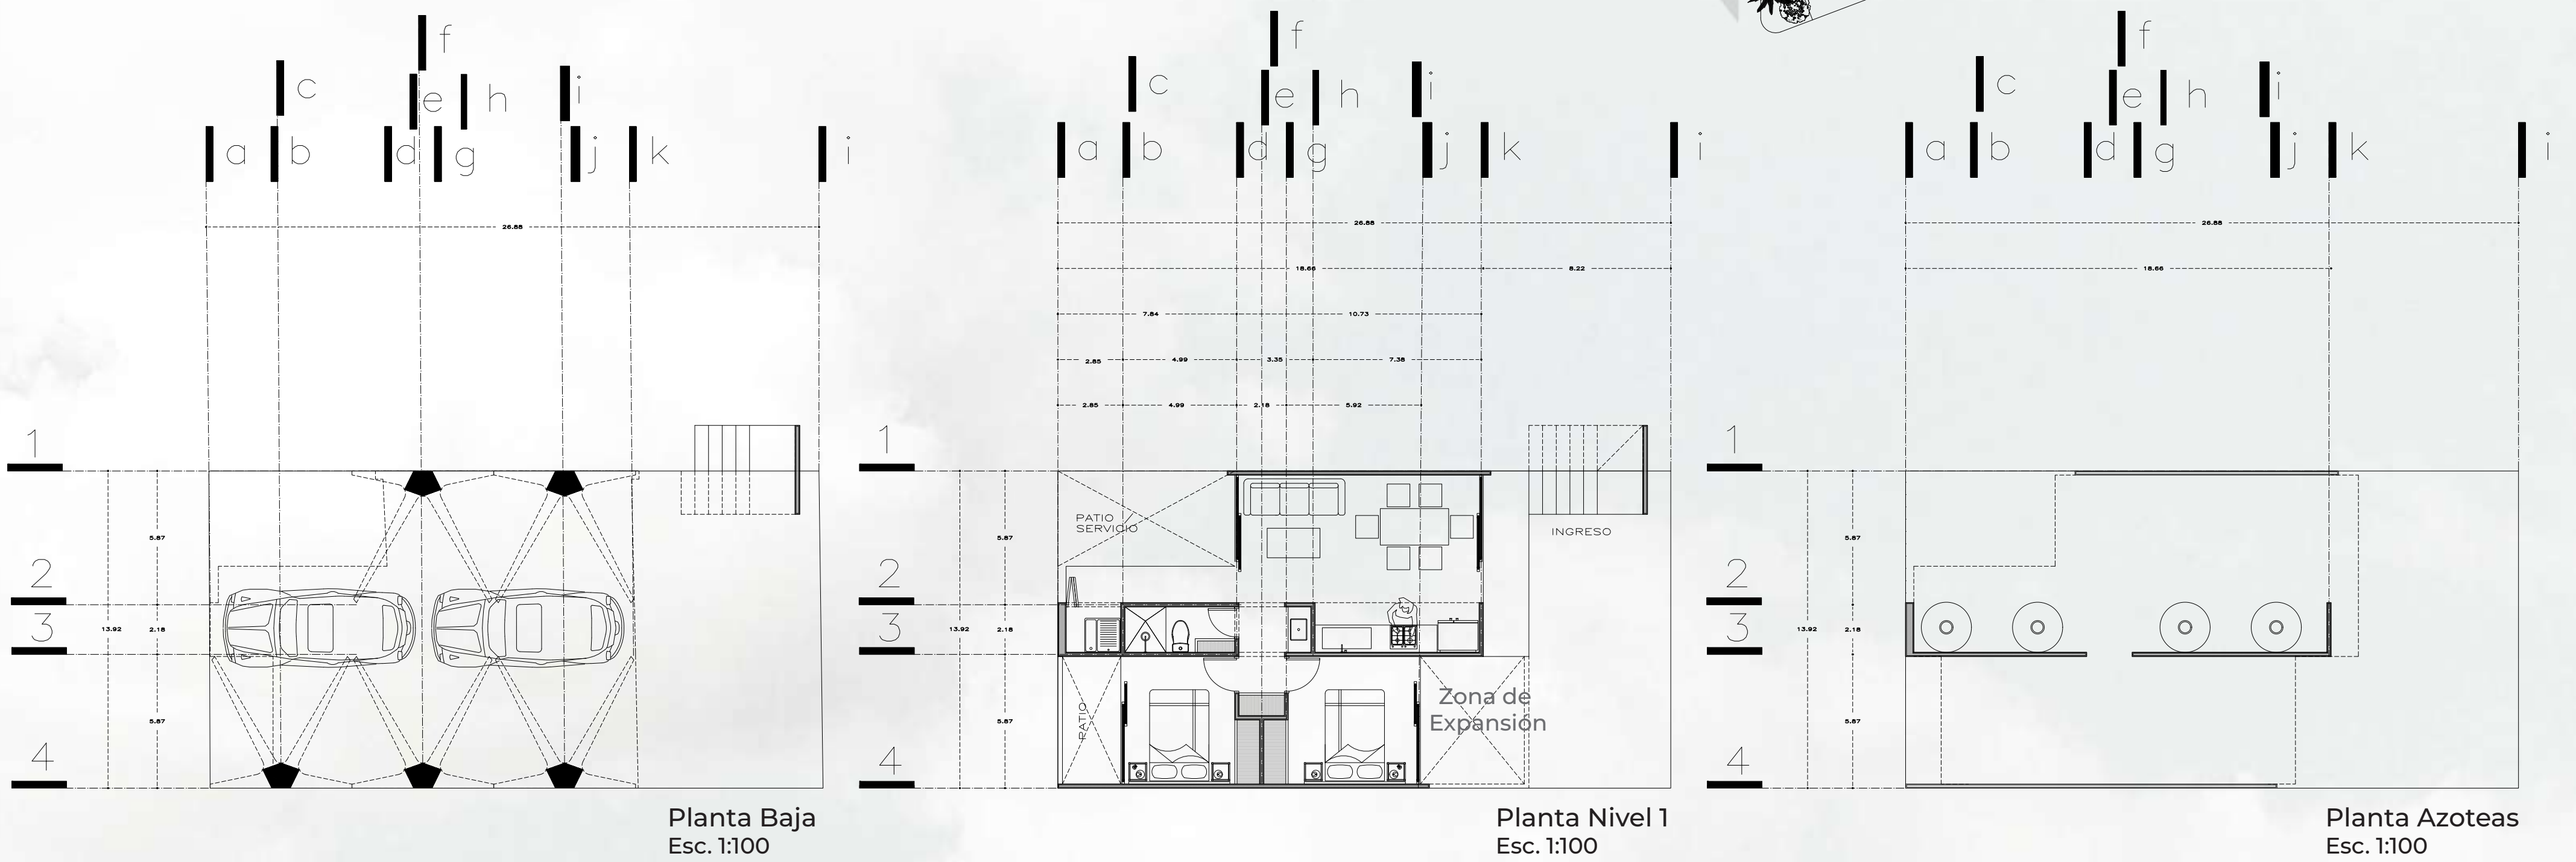 f
c
e h i
a b d g j k i
26.88
1
2
3
4
5.87
13.92 2.18
5.87
Planta Baja
Esc. 1:100
f
c
e h i
a b d g j k i
26.88
18.66 8.22
7.84 10.73
2.85 4.99 3.35 7.38
2.85 4.99 2.18 5.92
1
2
3
4
5.87
13.92 2.18
5.87
PATIO
SERVICIO
INGRESO
PATIO
Zona de
Expansión
Planta Nivel 1
Esc. 1:100
f
c
e h i
a b d g j k i
26.88
18.66
1
2
3
4
5.87
13.92 2.18
5.87
Planta Azoteas
Esc. 1:100